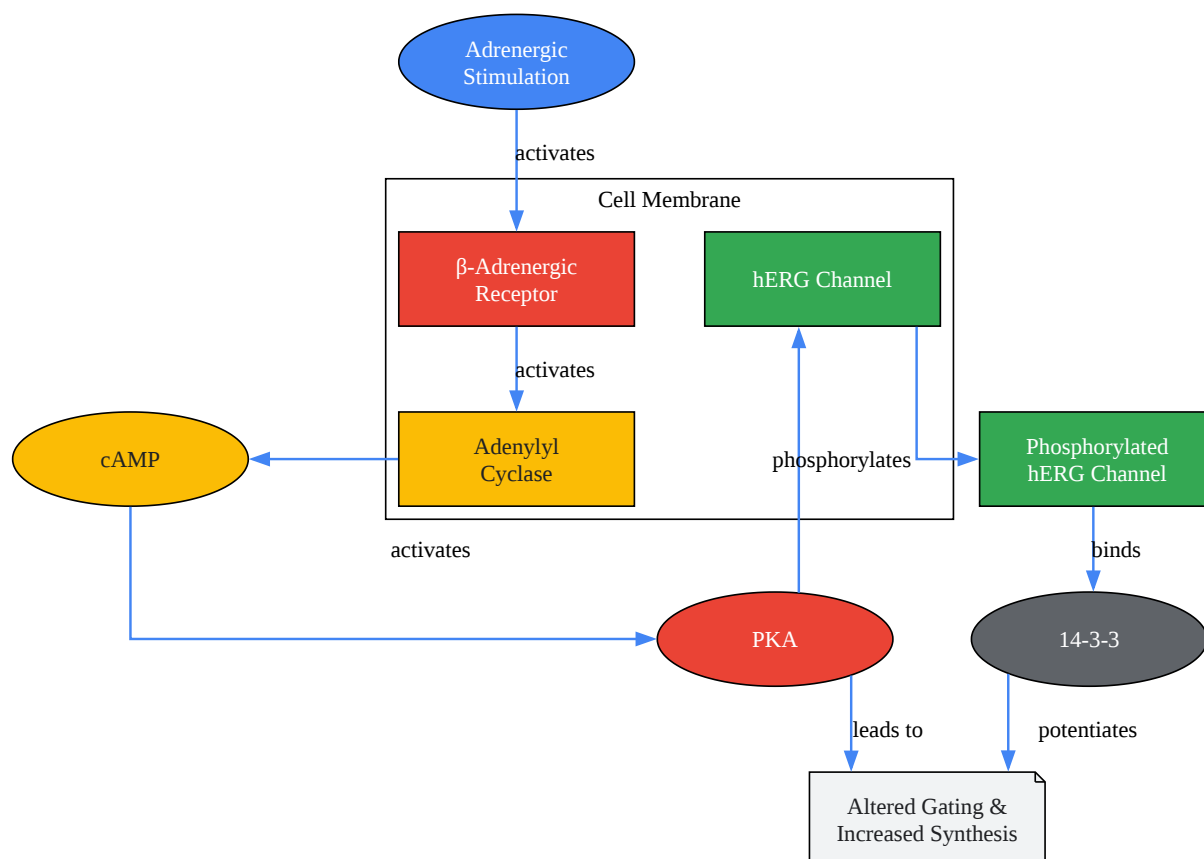 Adrenergic
Stimulation
activates
Cell Membrane
β-Adrenergic
Receptor
hERG Channel
activates
cAMP
Adenylyl
Cyclase
phosphorylates
Phosphorylated
hERG Channel
activates
binds
PKA
14-3-3
leads to
potentiates
Altered Gating &
Increased Synthesis